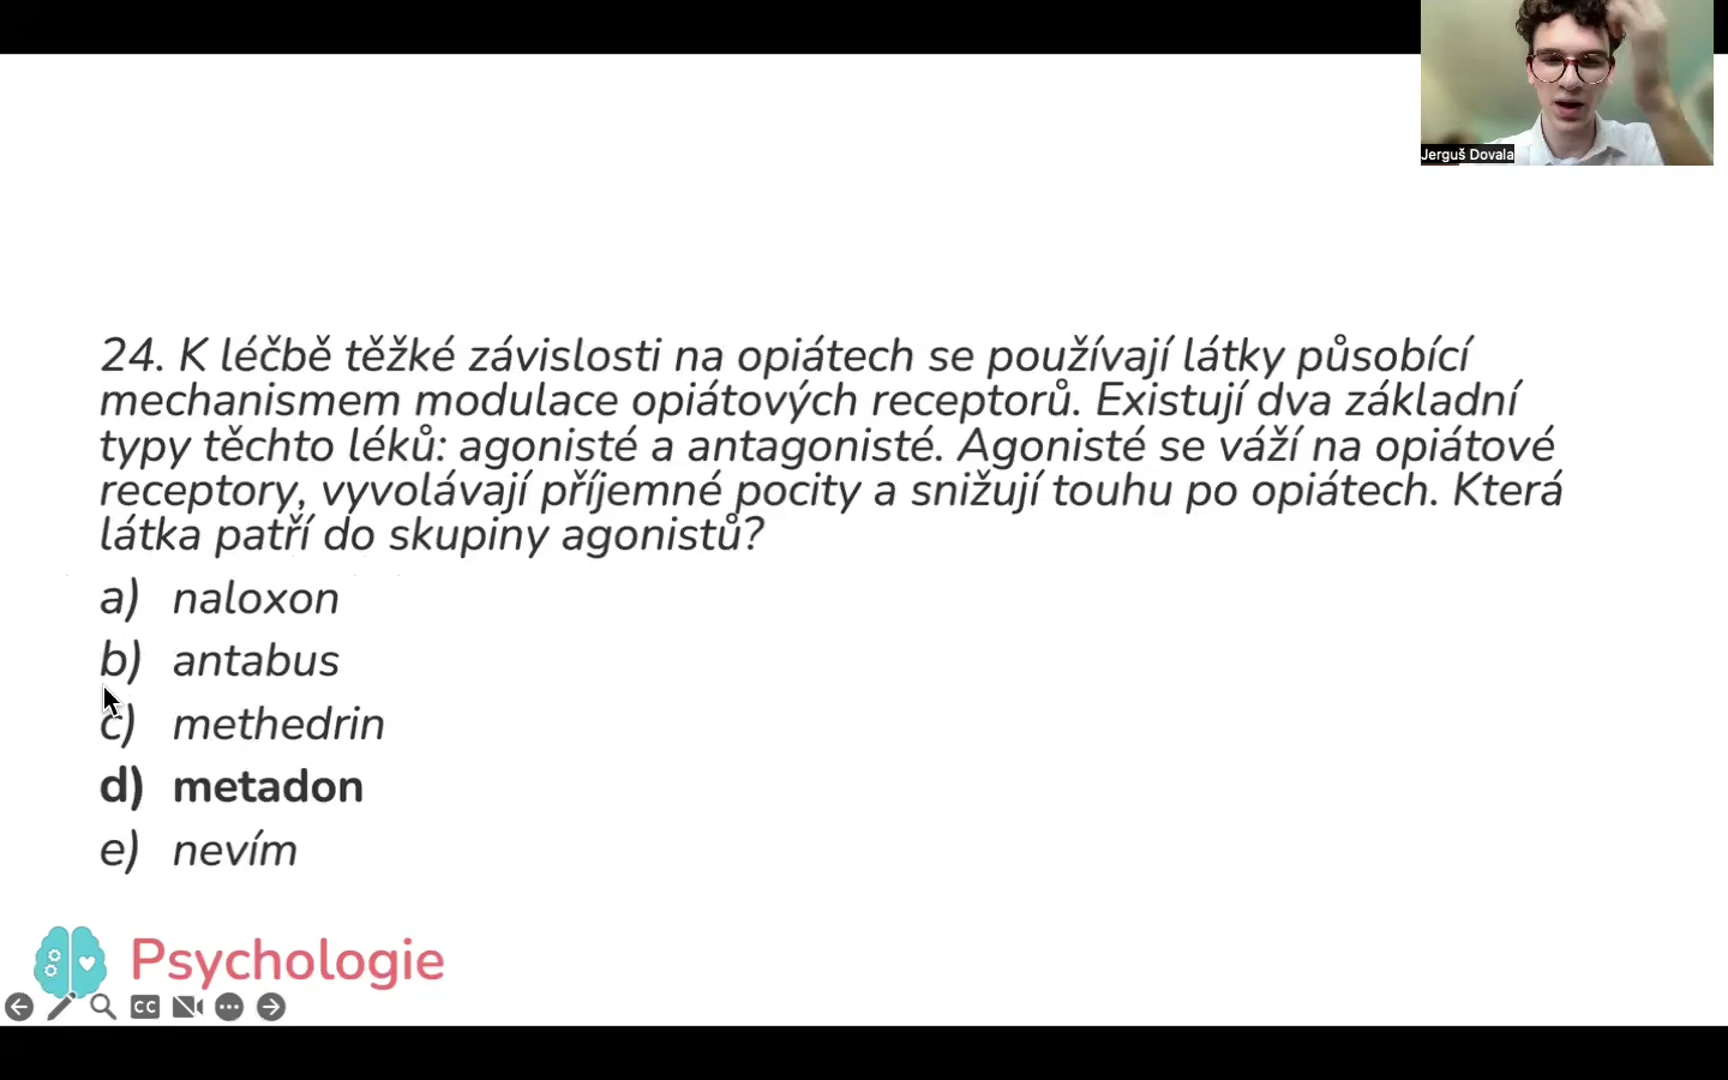 Jerguš Dovala
24. K léčbě těžké závislosti na opiátech se používají látky působící
mechanismem modulace opiátových receptorů. Existují dva základní
typy těchto léků: agonisté a antagonisté. Agonisté se váží na opiátové
receptory, vyvolávají příjemné pocity a snižují touhu po opiátech. Která
látka patří do skupiny agonistů?
a) naloxon
b) antabus
c) methedrin
d) metadon
e) nevím
Psychologie
CC